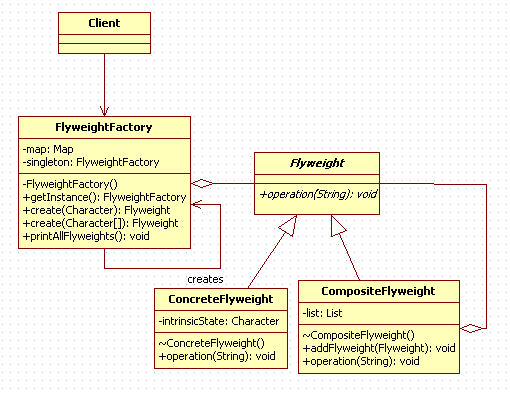 Client
FlyweightFactory
-map: Map
-singleton: FlyweightFactory
-FlyweightFactory()
+getInstance(): FlyweightFactory
+create(Character): Flyweight
+create(Character[]): Flyweight
+printAllFlyweights(): void
Flyweight
+operation(String): void
creates
ConcreteFlyweight
-intrinsicState: Character
~ConcreteFlyweight()
+operation(String): void
CompositeFlyweight
-list: List
~CompositeFlyweight()
+addFlyweight(Flyweight): void
+operation(String): void